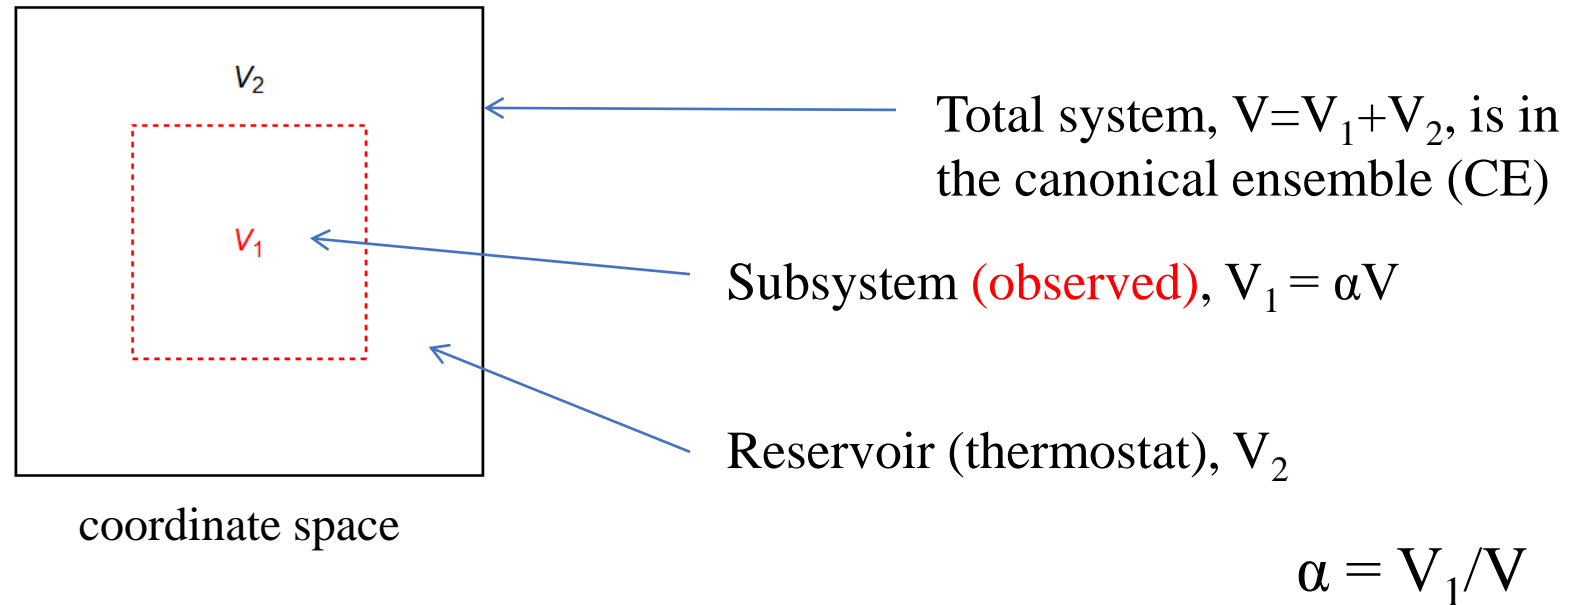 V₂
V₁
coordinate space
Total system, V=V₁+V₂, is in
the canonical ensemble (CE)
Subsystem (observed), V₁ = αV
Reservoir (thermostat), V₂
α = V₁/V